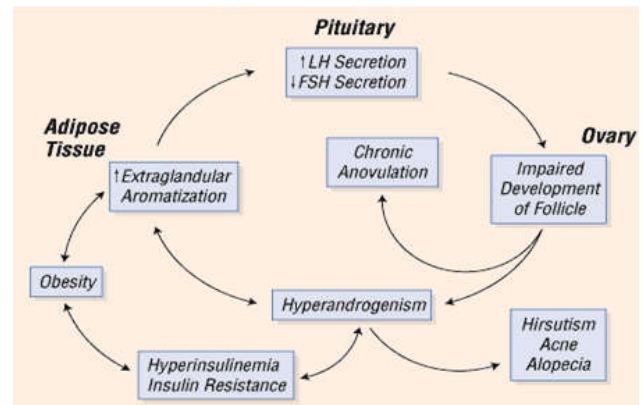 Pituitary
↑LH Secretion
↓FSH Secretion
Adipose
Tissue
Ovary
↑Extraglandular
Aromatization
Chronic
Anovulation
Impaired
Development
of Follicle
Obesity
Hyperandrogenism
Hirsutism
Acne
Alopecia
Hyperinsulinemia
Insulin Resistance